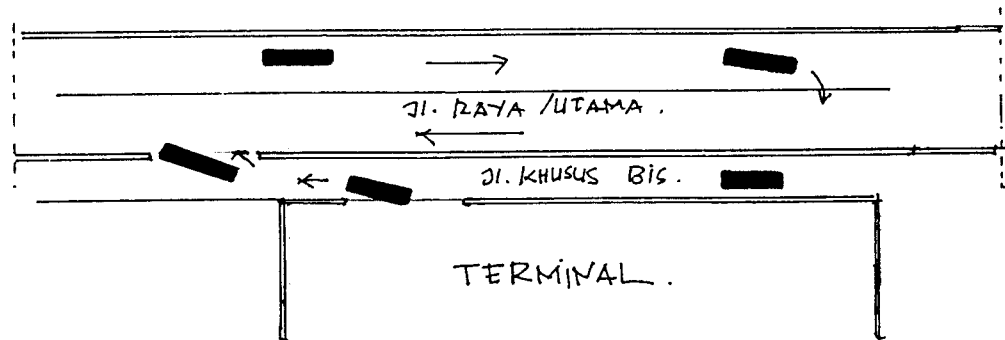 Jl. RAYA / UTAMA.
Jl. KHUSUS BIS.
TERMINAL.